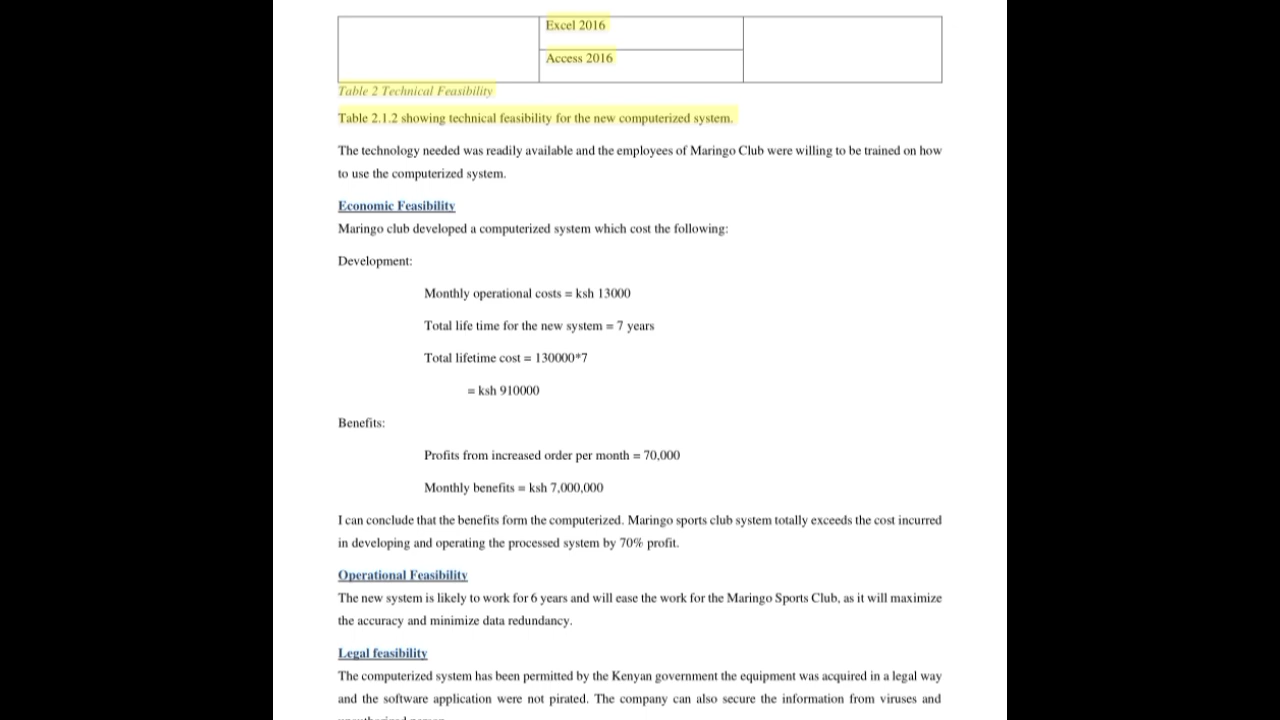 Excel 2016
Access 2016
Table 2 Technical Feasibility
Table 2.1.2 showing technical feasibility for the new computerized system.
The technology needed was readily available and the employees of Maringo Club were willing to be trained on how
to use the computerized system.
Economic Feasibility
Maringo club developed a computerized system which cost the following:
Development:
Monthly operational costs = ksh 13000
Total life time for the new system = 7 years
Total lifetime cost = 130000*7
= ksh 910000
Benefits:
Profits from increased order per month = 70,000
Monthly benefits = ksh 7,000,000
I can conclude that the benefits form the computerized. Maringo sports club system totally exceeds the cost incurred
in developing and operating the processed system by 70% profit.
Operational Feasibility
The new system is likely to work for 6 years and will ease the work for the Maringo Sports Club, as it will maximize
the accuracy and minimize data redundancy.
Legal feasibility
The computerized system has been permitted by the Kenyan government the equipment was acquired in a legal way
and the software application were not pirated. The company can also secure the information from viruses and